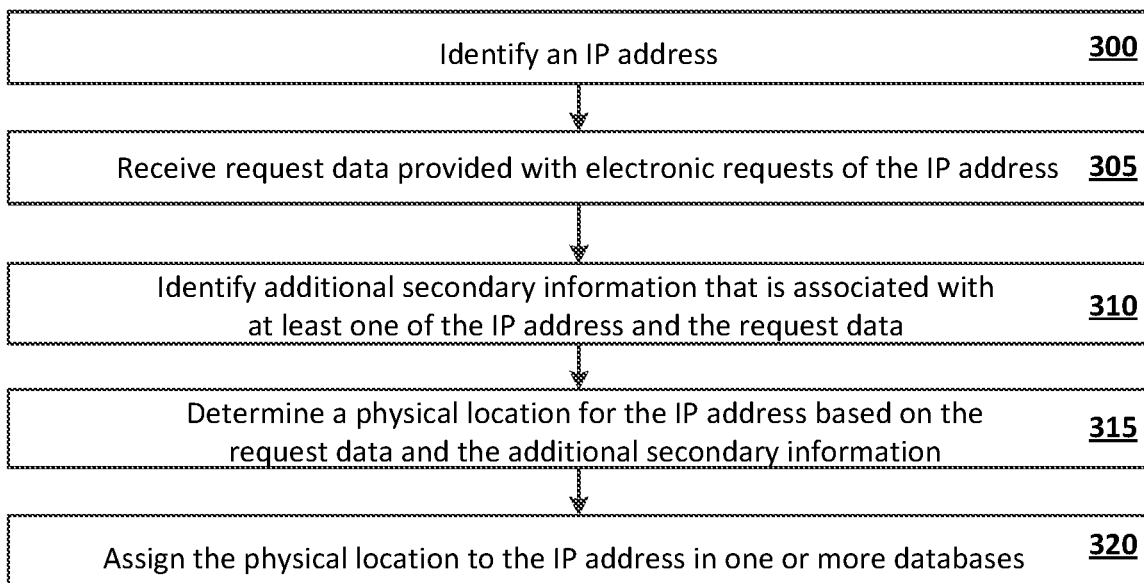 Identify an IP address 300
Receive request data provided with electronic requests of the IP address 305
Identify additional secondary information that is associated with
at least one of the IP address and the request data 310
Determine a physical location for the IP address based on the
request data and the additional secondary information 315
Assign the physical location to the IP address in one or more databases 320